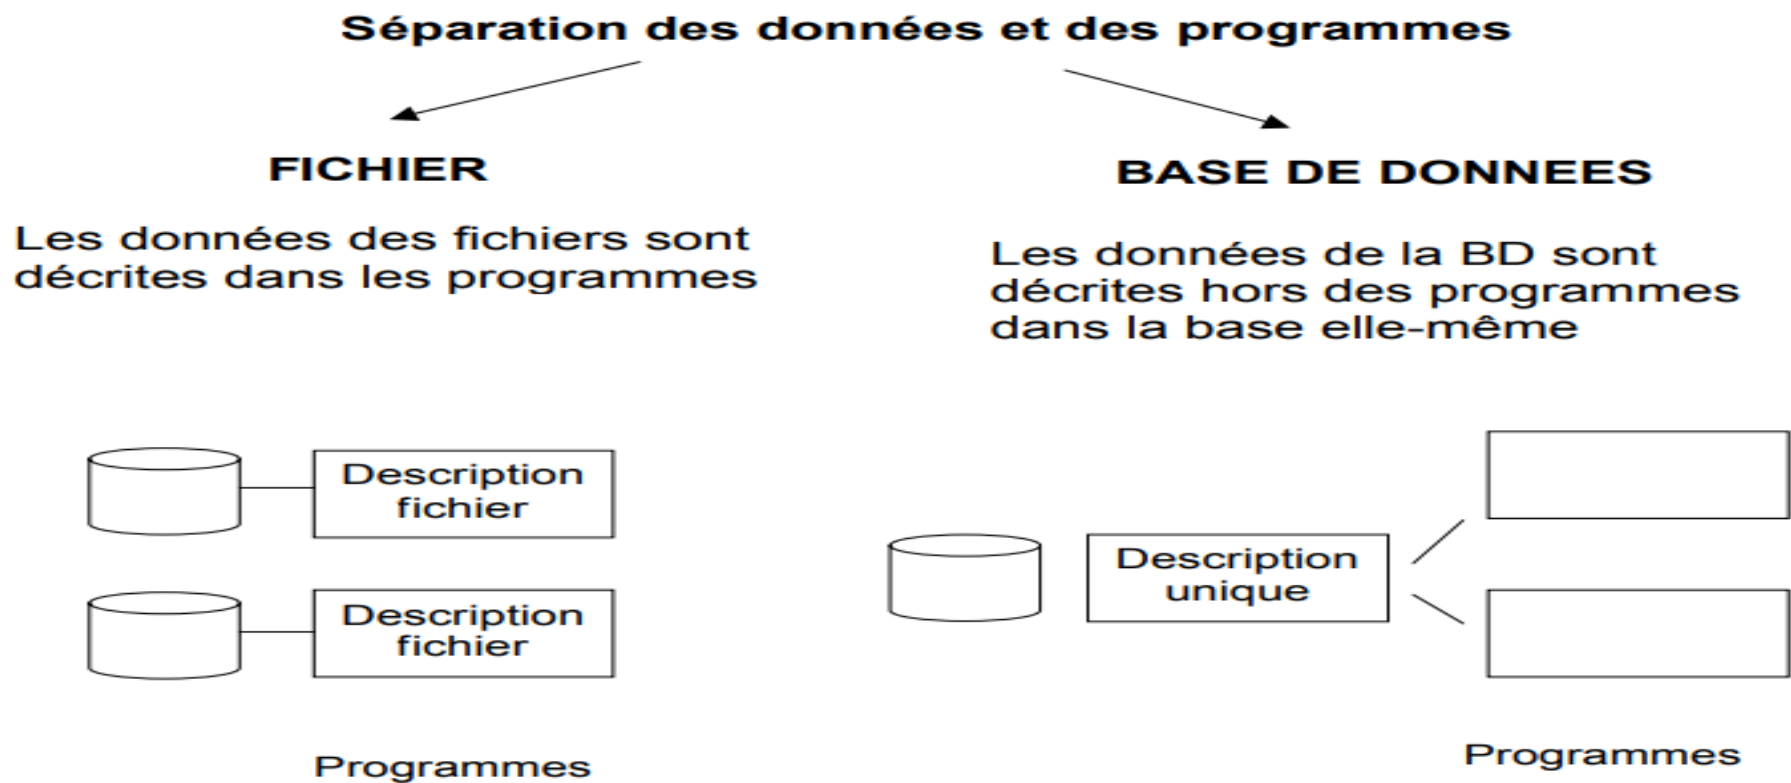 Séparation des données et des programmes
FICHIER
Les données des fichiers sont
décrites dans les programmes
Description
fichier
Description
fichier
Programmes
BASE DE DONNEES
Les données de la BD sont
décrites hors des programmes
dans la base elle-même
Description
unique
Programmes